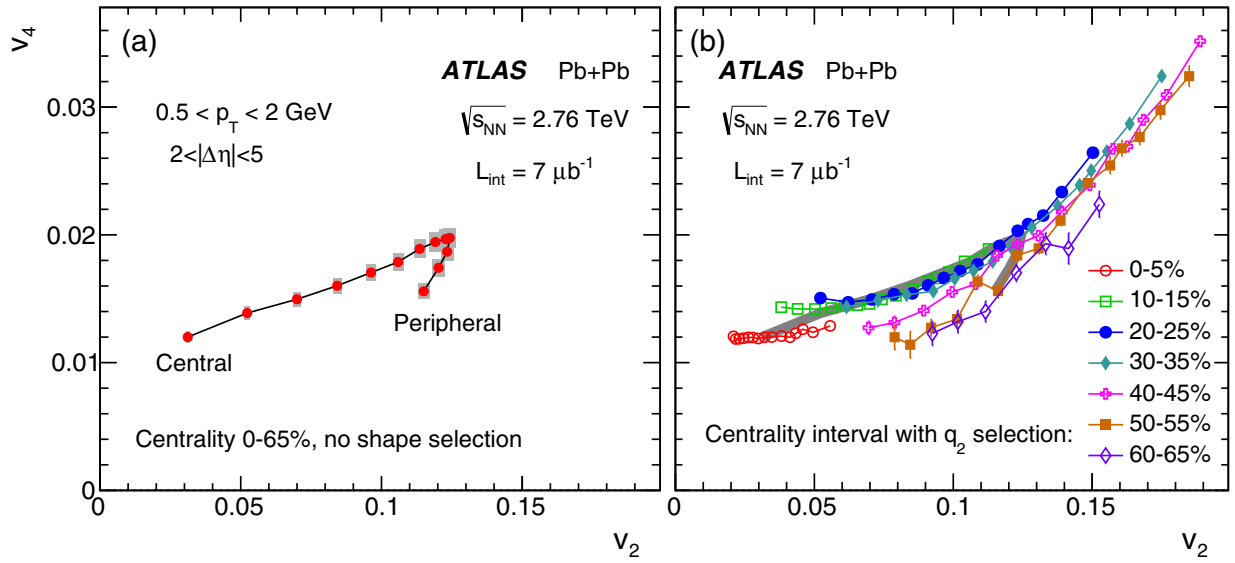 v4
(a)
ATLAS Pb+Pb
0.5 < pT < 2 GeV
√sNN = 2.76 TeV
2<|Δη|<5
Lint = 7 μb-1
0.03
0.02
0.01
0
Peripheral
Central
Centrality 0-65%, no shape selection
0 0.05 0.1 0.15
v2
(b)
ATLAS Pb+Pb
√sNN = 2.76 TeV
Lint = 7 μb-1
0-5%
10-15%
20-25%
30-35%
40-45%
50-55%
60-65%
Centrality interval with q2 selection:
0 0.05 0.1 0.15
v2